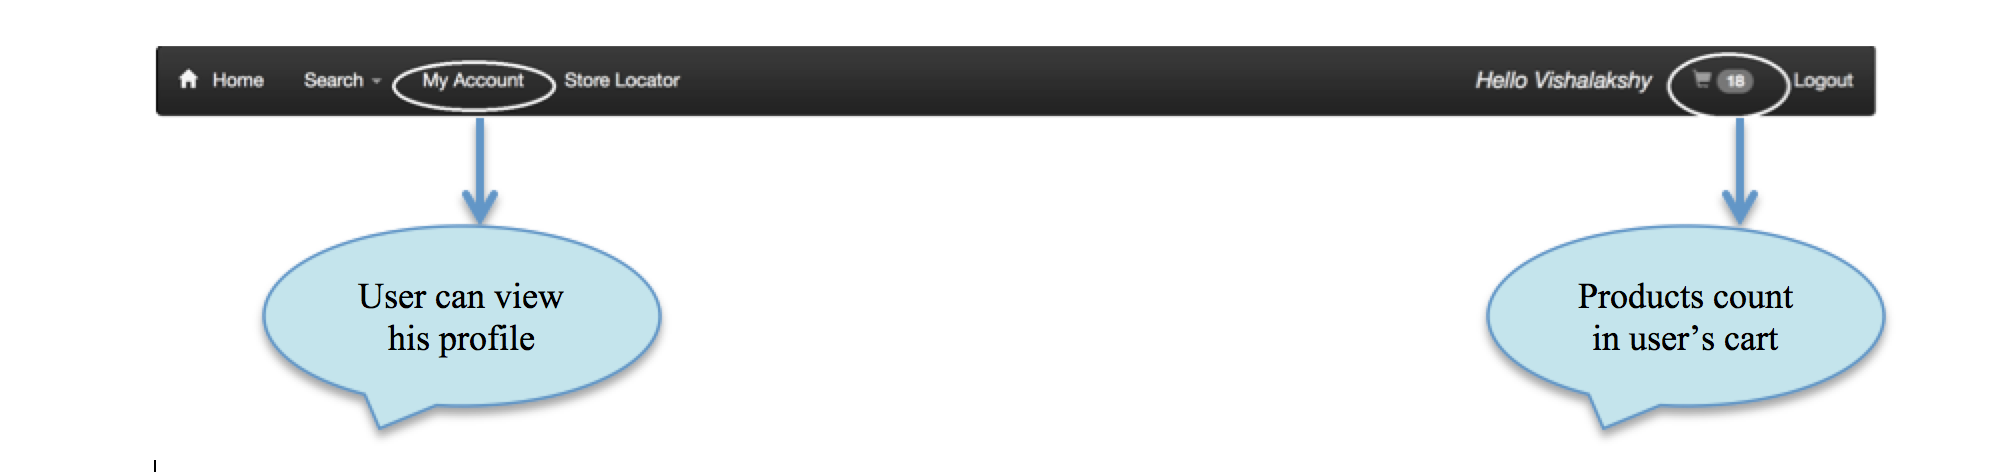 Home Search My Account Store Locator Hello Vishalakshy 18 Logout
User can view
his profile
Products count
in user’s cart